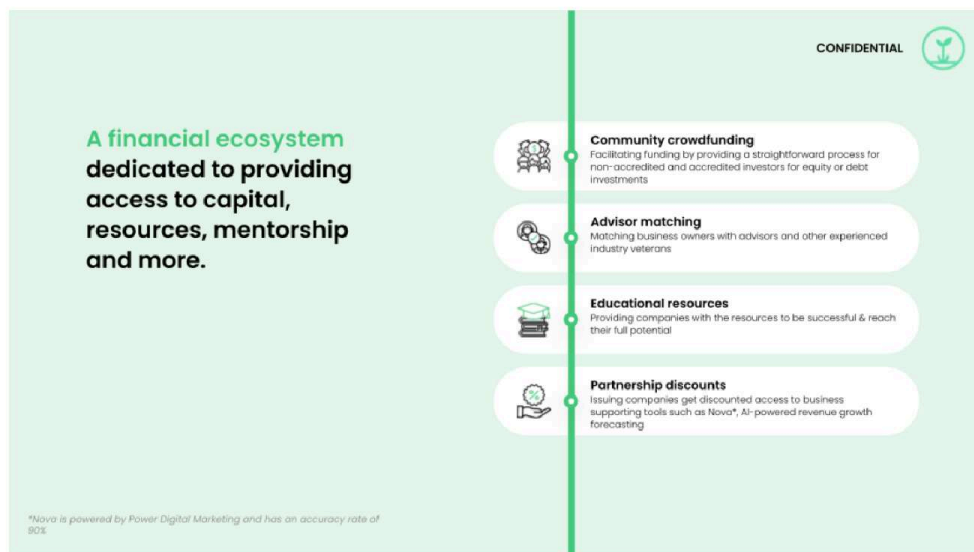 CONFIDENTIAL
A financial ecosystem
dedicated to providing
access to capital,
resources, mentorship
and more.
Community crowdfunding
Facilitating funding by providing a straightforward process for
non-accredited and accredited investors for equity or debt
investments
Advisor matching
Matching business owners with advisors and other experienced
industry veterans
Educational resources
Providing companies with the resources to be successful & reach
their full potential
Partnership discounts
Issuing companies get discounted access to business
supporting tools such as Nova*, AI-powered revenue growth
forecasting
*Nova is powered by Power Digital Marketing and has an accuracy rate of
90%